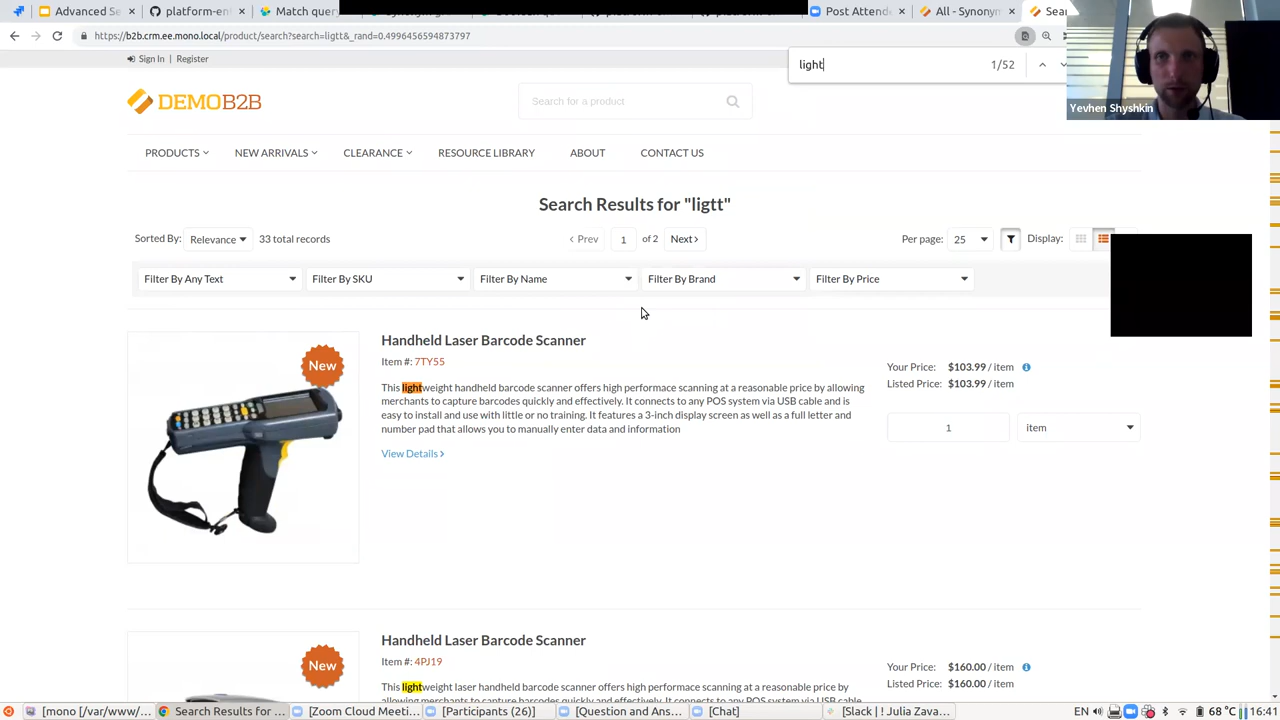 Advanced Se
platform-en
Match query
Post Attend
All - Synonym
Sear
https://b2b.crm.ee.mono.local/product/search?search=ligtt&_rand=0.4996456594873797
light
1/52
Yevhen Shyshkin
Sign In | Register
DEMOB2B
Search for a product
PRODUCTS
NEW ARRIVALS
CLEARANCE
RESOURCE LIBRARY
ABOUT
CONTACT US
Search Results for "ligtt"
Sorted By: Relevance 33 total records
Prev 1 of 2 Next
Per page: 25
Display:
Filter By Any Text
Filter By SKU
Filter By Name
Filter By Brand
Filter By Price
New
Handheld Laser Barcode Scanner
Item #: 7TY55
This lightweight handheld barcode scanner offers high performace scanning at a reasonable price by allowing
merchants to capture barcodes quickly and effectively. It connects to any POS system via USB cable and is
easy to install and use with little or no training. It features a 3-inch display screen as well as a full letter and
number pad that allows you to manually enter data and information
View Details
Your Price: $103.99 / item
Listed Price: $103.99 / item
1
item
New
Handheld Laser Barcode Scanner
Item #: 4PJ19
This lightweight laser handheld barcode scanner offers high performace scanning at a reasonable price by
allowing merchants to capture barcodes quickly and effectively. It connects to any POS system via USB
Your Price: $160.00 / item
Listed Price: $160.00 / item
[mono [/var/www/...
Search Results for ...
[Zoom Cloud Meeti...
[Participants (26)]
[Question and Ans...
[Chat]
[Slack | ! Julia Zava...
EN
68 °C
16:41